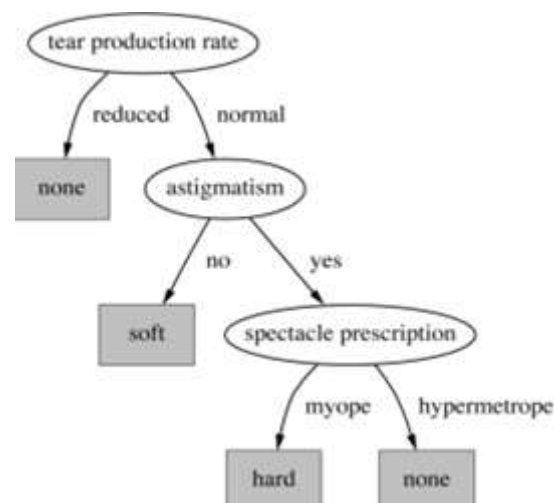 tear production rate
reduced
normal
none
astigmatism
no
yes
soft
spectacle prescription
myope
hypermetrope
hard
none